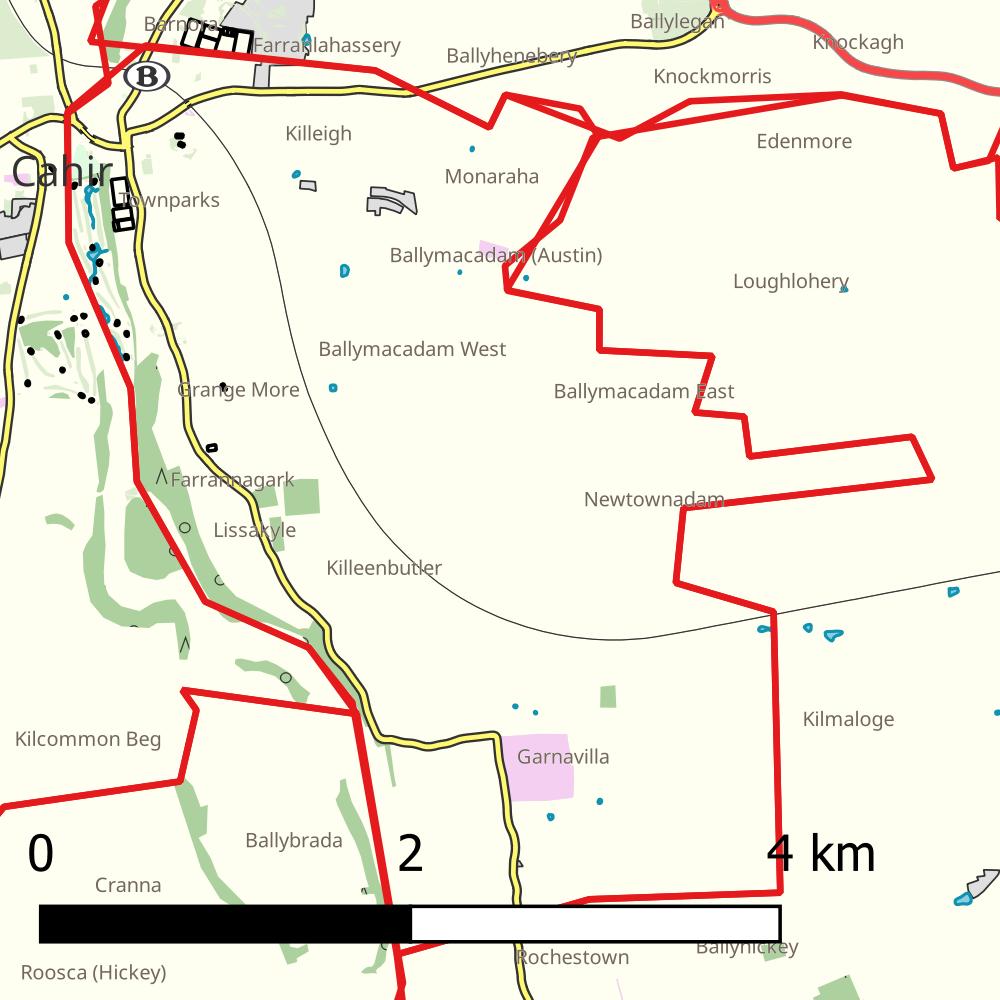 Barnora
Ballylegan
Farranlahassery
Knockagh
Ballyhenebery
B
Knockmorris
Killeigh
Edenmore
Cahir
Monaraha
Townparks
Ballymacadam (Austin)
Loughlohery
Ballymacadam West
Grange More
Ballymacadam East
Farrannagark
Newtownadam
Lissakyle
Killeenbutler
Kilmaloge
Kilcommon Beg
Garnavilla
Ballybrada
0 2 4 km
Cranna
Ballyhickey
Rochestown
Roosca (Hickey)